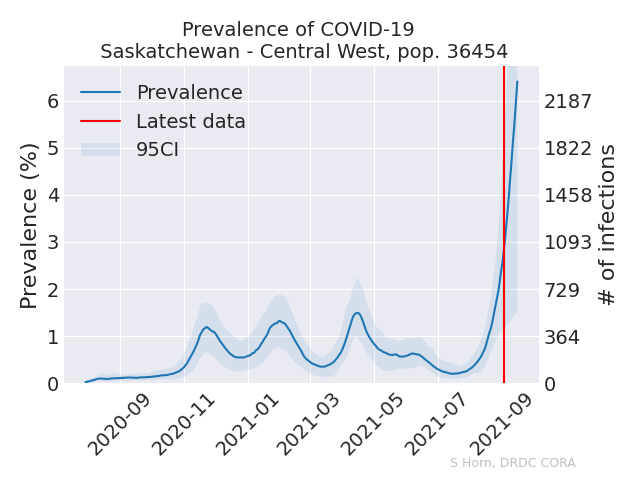 Prevalence of COVID-19
Saskatchewan - Central West, pop. 36454
Prevalence
Latest data
95CI
Prevalence (%)
6
5
4
3
2
1
0
2187
1822
1458
1093
729
364
0
# of infections
2020-09
2020-11
2021-01
2021-03
2021-05
2021-07
2021-09
S Horn, DRDC CORA